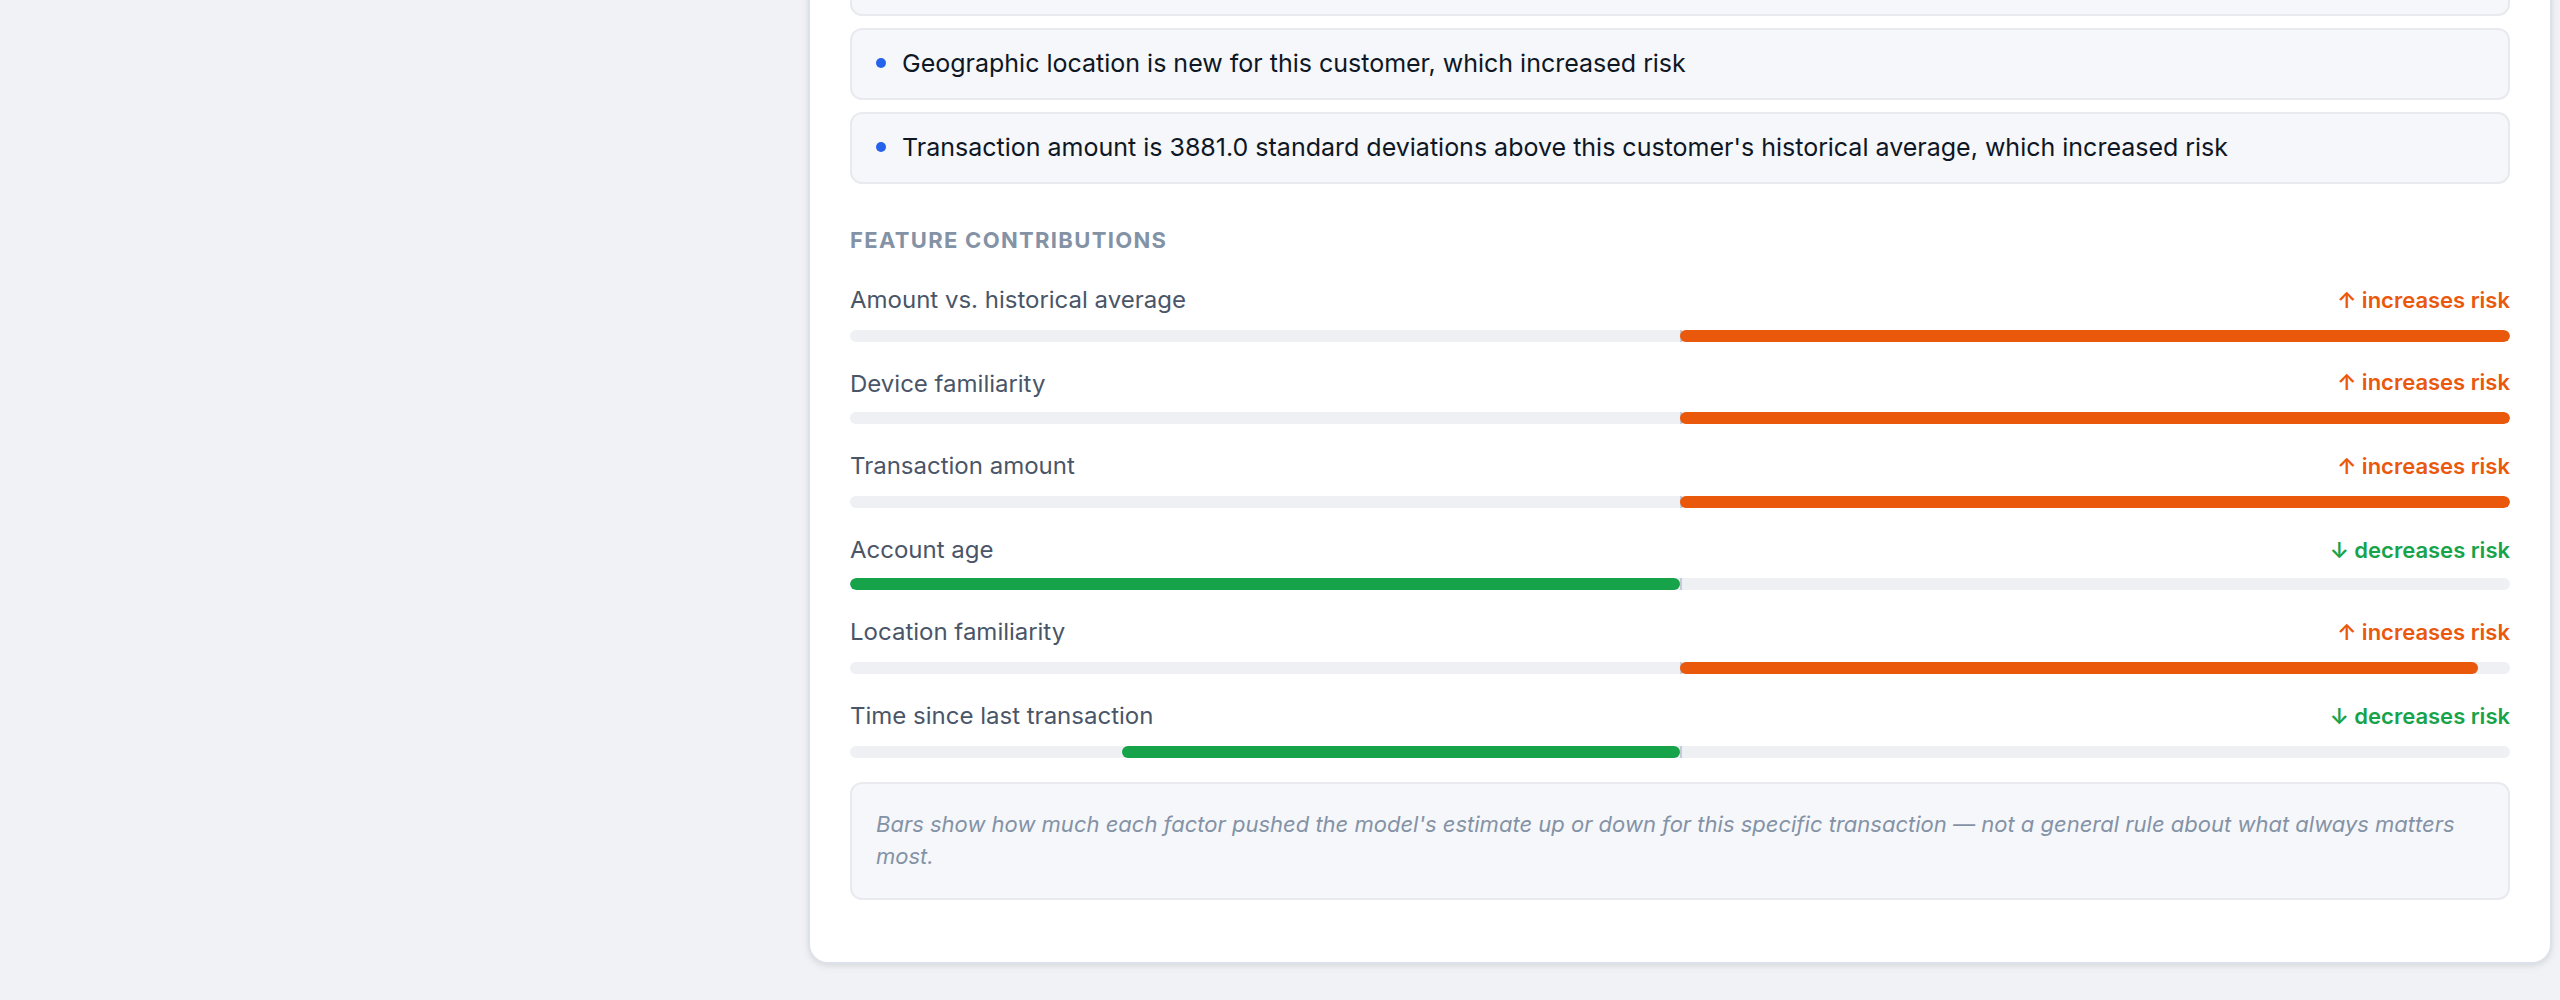 Geographic location is new for this customer, which increased risk
Transaction amount is 3881.0 standard deviations above this customer's historical average, which increased risk
FEATURE CONTRIBUTIONS
Amount vs. historical average ↑ increases risk
Device familiarity ↑ increases risk
Transaction amount ↑ increases risk
Account age ↓ decreases risk
Location familiarity ↑ increases risk
Time since last transaction ↓ decreases risk
Bars show how much each factor pushed the model's estimate up or down for this specific transaction — not a general rule about what always matters
most.